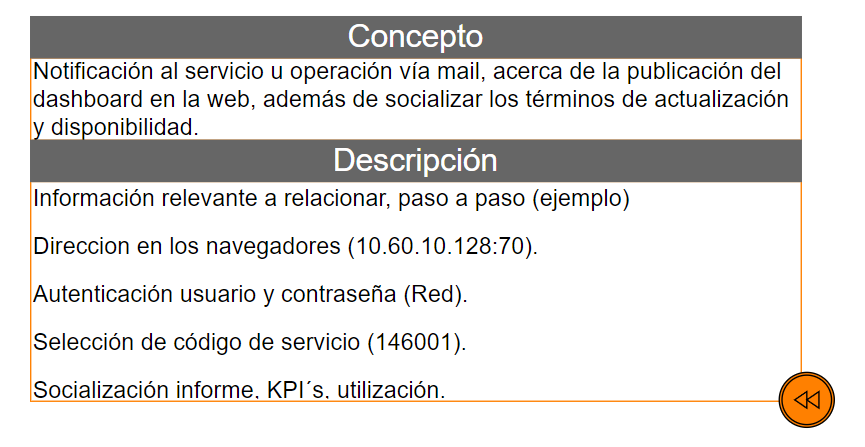 Concepto
Notificación al servicio u operación vía mail, acerca de la publicación del
dashboard en la web, además de socializar los términos de actualización
y disponibilidad.
Descripción
Información relevante a relacionar, paso a paso (ejemplo)
Direccion en los navegadores (10.60.10.128:70).
Autenticación usuario y contraseña (Red).
Selección de código de servicio (146001).
Socialización informe, KPI´s, utilización.